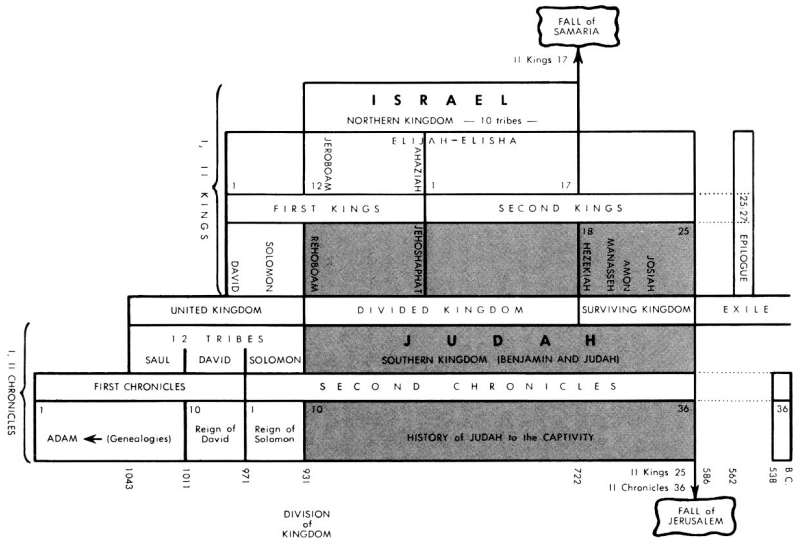 FALL of
SAMARIA
II Kings 17
I S R A E L
NORTHERN KINGDOM — 10 tribes —
ELIJAH—ELISHA
I, II KINGS
JEROBOAM
AHAZIAH
1
12
1
17
FIRST KINGS
SECOND KINGS
25:27
EPILOGUE
DAVID
SOLOMON
REHOBOAM
JEHOSHAPHAT
18
HEZEKIAH
MANASSEH
AMON
JOSIAH
25
UNITED KINGDOM
DIVIDED KINGDOM
SURVIVING KINGDOM
EXILE
I, II CHRONICLES
12 TRIBES
SAUL
DAVID
SOLOMON
J U D A H
SOUTHERN KINGDOM (BENJAMIN AND JUDAH)
FIRST CHRONICLES
SECOND CHRONICLES
1
ADAM ← (Genealogies)
10
Reign of
David
1
Reign of
Solomon
10
36
HISTORY of JUDAH to the CAPTIVITY
36
1043
1011
971
931
722
II Kings 25
II Chronicles 36
586
562
538
B.C.
DIVISION
of
KINGDOM
FALL of
JERUSALEM